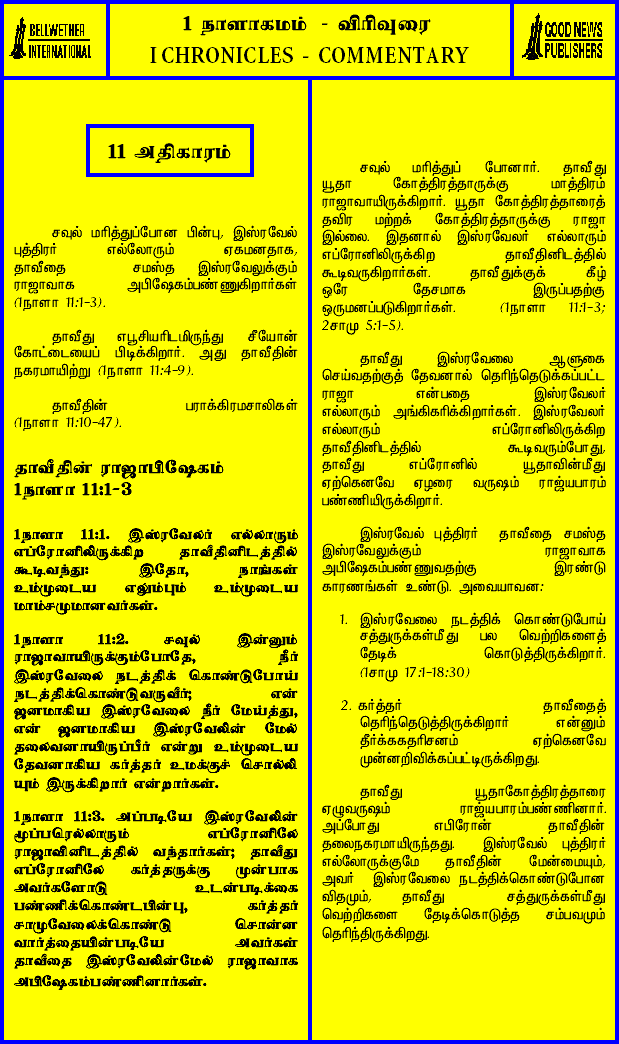 BELLWETHER
INTERNATIONAL
1 நாளாகமம் - விரிவுரை
I CHRONICLES - COMMENTARY
GOOD NEWS
PUBLISHERS
11 அதிகாரம்
சவுல் மரித்துப்போன பின்பு, இஸ்ரவேல்
புத்திரர் எல்லோரும் ஏகமனதாக,
தாவீதை சமஸ்த இஸ்ரவேலுக்கும்
ராஜாவாக அபிஷேகம்பண்ணுகிறார்கள்
(1நாளா 11:1-3).
தாவீது எபூசியரிடமிருந்து சீயோன்
கோட்டையைப் பிடிக்கிறார். அது தாவீதின்
நகரமாயிற்று (1நாளா 11:4-9).
தாவீதின் பராக்கிரமசாலிகள்
(1நாளா 11:10-47).
தாவீதின் ராஜாபிஷேகம்
1நாளா 11:1-3
1நாளா 11:1. இஸ்ரவேலர் எல்லாரும்
எப்ரோனிலிருக்கிற தாவீதினிடத்தில்
கூடிவந்து: இதோ, நாங்கள்
உம்முடைய எலும்பும் உம்முடைய
மாம்சமுமானவர்கள்.
1நாளா 11:2. சவுல் இன்னும்
ராஜாவாயிருக்கும்போதே, நீர்
இஸ்ரவேலை நடத்திக் கொண்டுபோய்
நடத்திக்கொண்டுவருவீர்; என்
ஜனமாகிய இஸ்ரவேலை நீர் மேய்த்து,
என் ஜனமாகிய இஸ்ரவேலின் மேல்
தலைவனாயிருப்பீர் என்று உம்முடைய
தேவனாகிய கர்த்தர் உமக்குச் சொல்லி
யும் இருக்கிறார் என்றார்கள்.
1நாளா 11:3. அப்படியே இஸ்ரவேலின்
மூப்பரெல்லாரும் எப்ரோனிலே
ராஜாவினிடத்தில் வந்தார்கள்; தாவீது
எப்ரோனிலே கர்த்தருக்கு முன்பாக
அவர்களோடு உடன்படிக்கை
பண்ணிக்கொண்டபின்பு, கர்த்தர்
சாமுவேலைக்கொண்டு சொன்ன
வார்த்தையின்படியே அவர்கள்
தாவீதை இஸ்ரவேலின்மேல் ராஜாவாக
அபிஷேகம்பண்ணினார்கள்.
சவுல் மரித்துப் போனார். தாவீது
யூதா கோத்திரத்தாருக்கு மாத்திரம்
ராஜாவாயிருக்கிறார். யூதா கோத்திரத்தாரைத்
தவிர மற்றக் கோத்திரத்தாருக்கு ராஜா
இல்லை. இதனால் இஸ்ரவேலர் எல்லாரும்
எப்ரோனிலிருக்கிற தாவீதினிடத்தில்
கூடிவருகிறார்கள். தாவீதுக்குக் கீழ்
ஒரே தேசமாக இருப்பதற்கு
ஒருமனப்படுகிறார்கள். (1நாளா 11:1-3;
2சாமு 5:1-5).
தாவீது இஸ்ரவேலை ஆளுகை
செய்வதற்குத் தேவனால் தெரிந்தெடுக்கப்பட்ட
ராஜா என்பதை இஸ்ரவேலர்
எல்லாரும் அங்கிகரிக்கிறார்கள். இஸ்ரவேலர்
எல்லாரும் எப்ரோனிலிருக்கிற
தாவீதினிடத்தில் கூடிவரும்போது,
தாவீது எப்ரோனில் யூதாவின்மீது
ஏற்கெனவே ஏழரை வருஷம் ராஜ்யபாரம்
பண்ணியிருக்கிறார்.
இஸ்ரவேல் புத்திரர் தாவீதை சமஸ்த
இஸ்ரவேலுக்கும் ராஜாவாக
அபிஷேகம்பண்ணுவதற்கு இரண்டு
காரணங்கள் உண்டு. அவையாவன:
1. இஸ்ரவேலை நடத்திக் கொண்டுபோய்
சத்துருக்கள்மீது பல வெற்றிகளைத்
தேடிக் கொடுத்திருக்கிறார்.
(1சாமு 17:1-18:30)
2. கர்த்தர் தாவீதைத்
தெரிந்தெடுத்திருக்கிறார் என்னும்
தீர்க்ககதரிசனம் ஏற்கெனவே
முன்னறிவிக்கப்பட்டிருக்கிறது.
தாவீது யூதாகோத்திரத்தாரை
ஏழுவருஷம் ராஜ்யபாரம்பண்ணினார்.
அப்போது எபிரோன் தாவீதின்
தலைநகரமாயிருந்தது. இஸ்ரவேல் புத்திரர்
எல்லோருக்குமே தாவீதின் மேன்மையும்,
அவர் இஸ்ரவேலை நடத்திக்கொண்டுபோன
விதமும், தாவீது சத்துருக்கள்மீது
வெற்றிகளை தேடிக்கொடுத்த சம்பவமும்
தெரிந்திருக்கிறது.